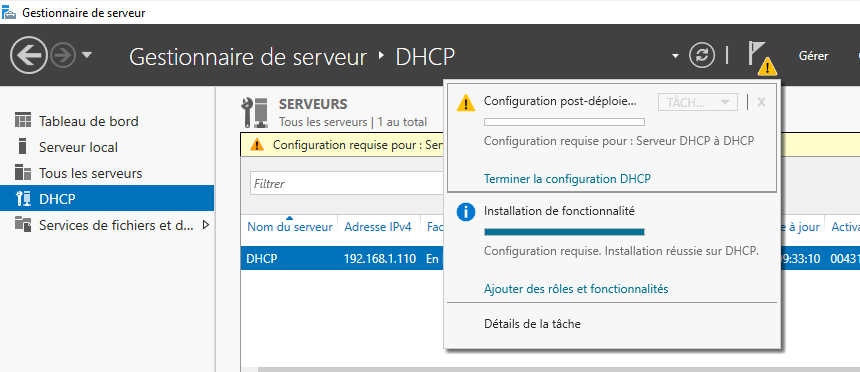 Gestionnaire de serveur
Gestionnaire de serveur ‣ DHCP
Gérer
Tableau de bord
Serveur local
Tous les serveurs
DHCP
Services de fichiers et d...
SERVEURS
Tous les serveurs | 1 au total
Configuration requise pour : Ser
Filtrer
Nom du serveur Adresse IPv4 Fac
DHCP 192.168.1.110 En
Configuration post-déploie... TÂCH... X
Configuration requise pour : Serveur DHCP à DHCP
Terminer la configuration DHCP
Installation de fonctionnalité
Configuration requise. Installation réussie sur DHCP.
Ajouter des rôles et fonctionnalités
Détails de la tâche
à jour Activa
9:33:10 00431